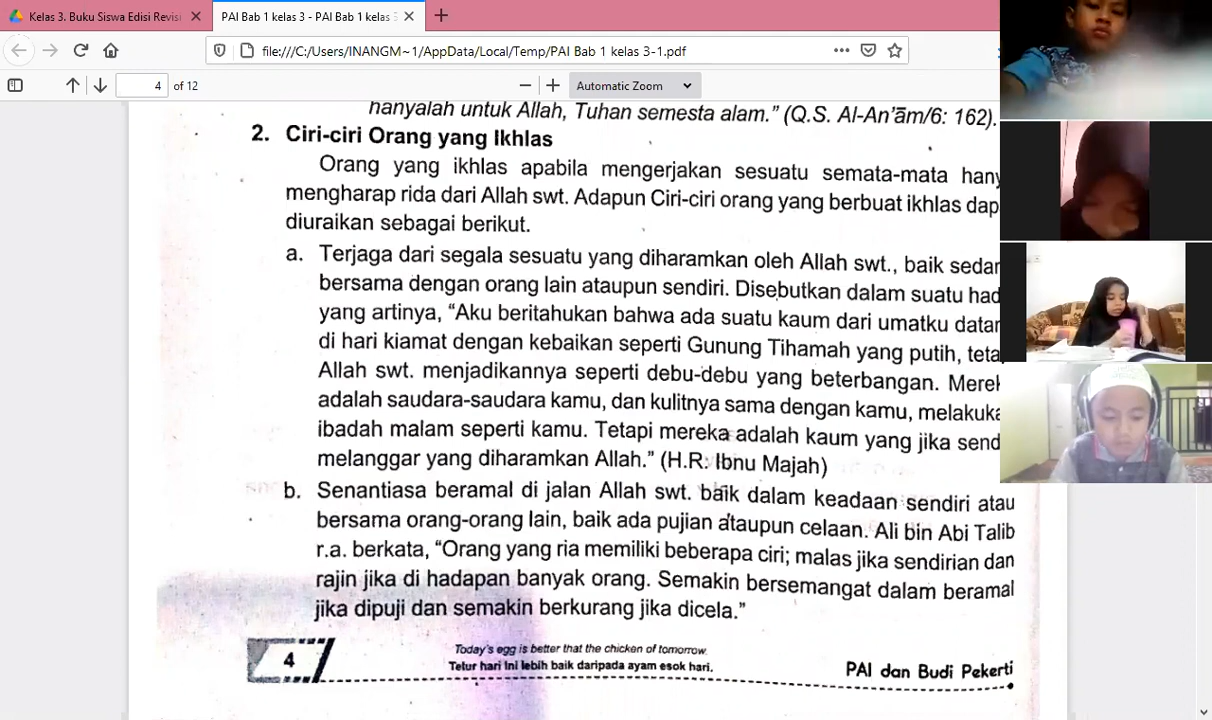 Kelas 3. Buku Siswa Edisi Revisi
PAI Bab 1 kelas 3 - PAI Bab 1 kelas 3
file:///C:/Users/INANGM~1/AppData/Local/Temp/PAI Bab 1 kelas 3-1.pdf
4 of 12
Automatic Zoom
hanyalah untuk Allah, Tuhan semesta alam.” (Q.S. Al-An’ām/6: 162).
2. Ciri-ciri Orang yang Ikhlas
Orang yang ikhlas apabila mengerjakan sesuatu semata-mata hany
mengharap rida dari Allah swt. Adapun Ciri-ciri orang yang berbuat ikhlas dap
diuraikan sebagai berikut.
a. Terjaga dari segala sesuatu yang diharamkan oleh Allah swt., baik sedan
bersama dengan orang lain ataupun sendiri. Disebutkan dalam suatu had
yang artinya, “Aku beritahukan bahwa ada suatu kaum dari umatku datan
di hari kiamat dengan kebaikan seperti Gunung Tihamah yang putih, teta
Allah swt. menjadikannya seperti debu-debu yang beterbangan. Merek
adalah saudara-saudara kamu, dan kulitnya sama dengan kamu, melakuka
ibadah malam seperti kamu. Tetapi mereka adalah kaum yang jika send
melanggar yang diharamkan Allah.” (H.R: Ibnu Majah)
b. Senantiasa beramal di jalan Allah swt. baik dalam keadaan sendiri atau
bersama orang-orang lain, baik ada pujian ataupun celaan. Ali bin Abi Talib
r.a. berkata, “Orang yang ria memiliki beberapa ciri; malas jika sendirian dan
rajin jika di hadapan banyak orang. Semakin bersemangat dalam beramal
jika dipuji dan semakin berkurang jika dicela.”
4
Today's egg is better that the chicken of tomorrow.
Telur hari ini lebih baik daripada ayam esok hari.
PAI dan Budi Pekerti